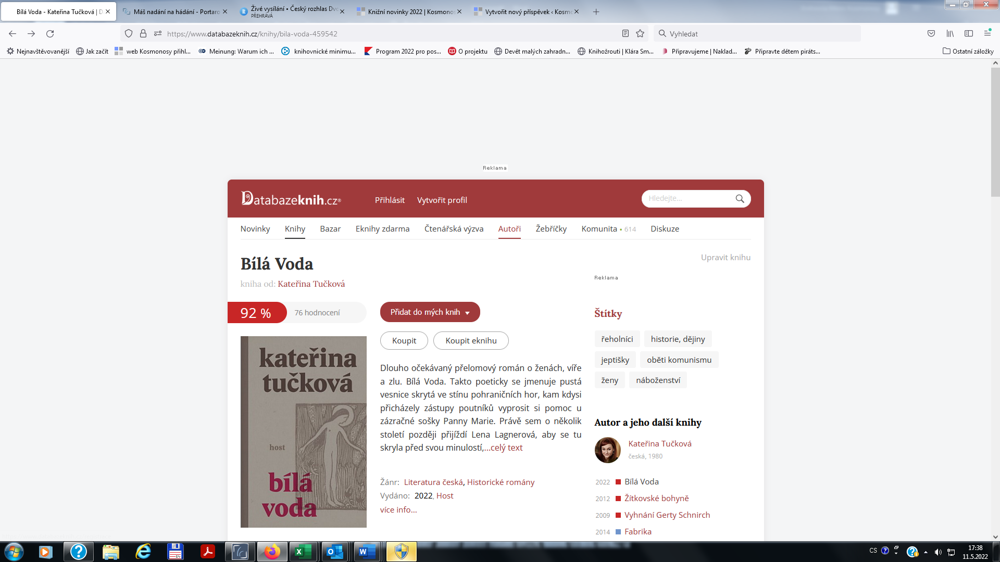 Bílá Voda - Kateřina Tučková | D
Máš nadání na hádání - Portaro
Živé vysílání • Český rozhlas Dvo
PŘEHRÁVÁ
Knižní novinky 2022 | Kosmonos
Vytvořit nový příspěvek ‹ Kosmo
https://www.databazeknih.cz/knihy/bila-voda-459542
Vyhledat
Nejnavštěvovanější
Jak začít
web Kosmonosy přihl...
Meinung: Warum ich ...
knihovnické minimu...
Program 2022 pro pos...
O projektu
Devět malých zahradn...
Knihožrouti | Klára Sm...
Připravujeme | Naklad...
Připravte dětem piráts...
Ostatní záložky
Reklama
Databazeknih.cz®
Přihlásit
Vytvořit profil
Hledejte...
Novinky
Knihy
Bazar
Eknihy zdarma
Čtenářská výzva
Autoři
Žebříčky
Komunita • 614
Diskuze
Bílá Voda
Upravit knihu
kniha od: Kateřina Tučková
Reklama
92 %
76 hodnocení
Přidat do mých knih
Koupit
Koupit eknihu
kateřina
tučková
host
bílá
voda
Dlouho očekávaný přelomový román o ženách, víře
a zlu. Bílá Voda. Takto poeticky se jmenuje pustá
vesnice skrytá ve stínu pohraničních hor, kam kdysi
přicházely zástupy poutníků vyprosit si pomoc u
zázračné sošky Panny Marie. Právě sem o několik
století později přijíždí Lena Lagnerová, aby se tu
skryla před svou minulostí,...celý text
Žánr: Literatura česká, Historické romány
Vydáno: 2022, Host
více info...
Štítky
řeholníci
historie, dějiny
jeptišky
oběti komunismu
ženy
náboženství
Autor a jeho další knihy
Kateřina Tučková
česká, 1980
2022 Bílá Voda
2012 Žítkovské bohyně
2009 Vyhnání Gerty Schnirch
2014 Fabrika
CS
17:38
11.5.2022